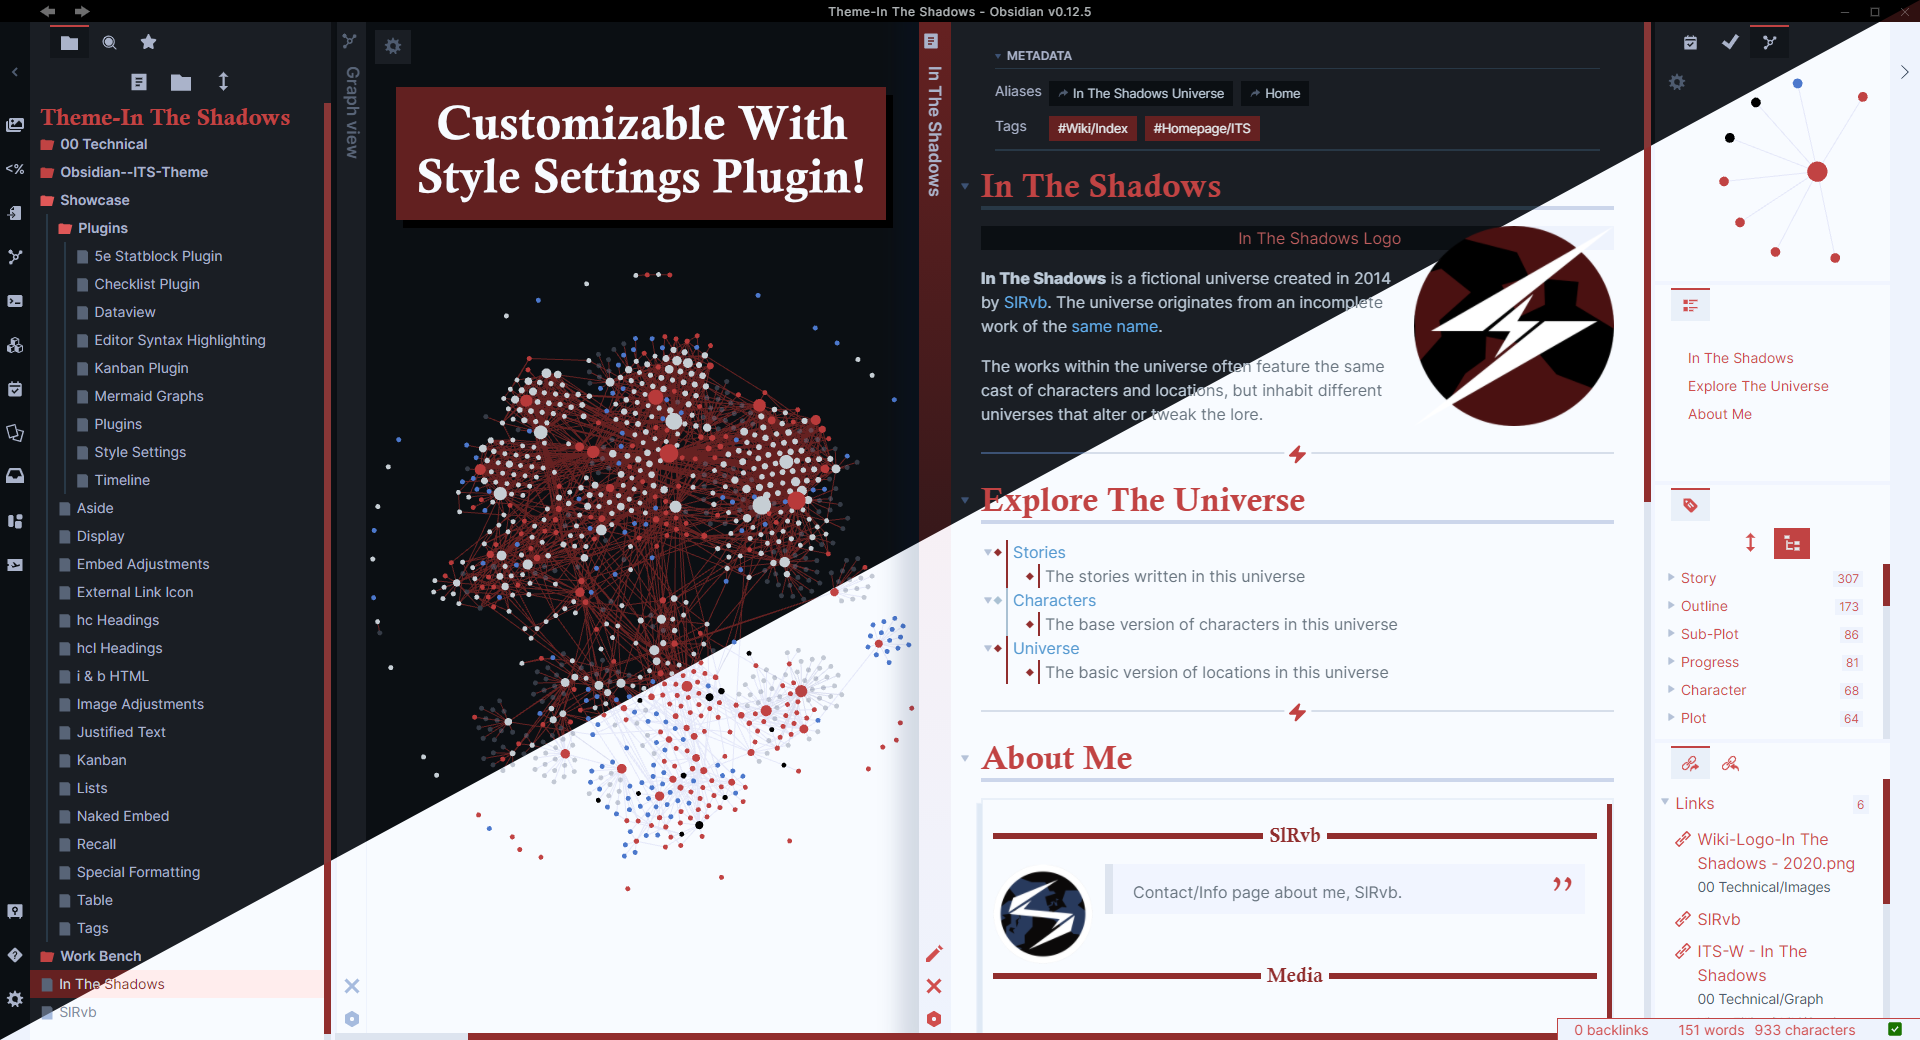 Theme-In The Shadows - Obsidian v0.12.5
Theme-In The Shadows
00 Technical
Obsidian--ITS-Theme
Showcase
Plugins
5e Statblock Plugin
Checklist Plugin
Dataview
Editor Syntax Highlighting
Kanban Plugin
Mermaid Graphs
Plugins
Style Settings
Timeline
Aside
Display
Embed Adjustments
External Link Icon
hc Headings
hcl Headings
i & b HTML
Image Adjustments
Justified Text
Kanban
Lists
Naked Embed
Recall
Special Formatting
Table
Tags
Work Bench
In The Shadows
SlRvb
<%
Graph view
Customizable With
Style Settings Plugin!
In The Shadows
METADATA
Aliases In The Shadows Universe Home
Tags #Wiki/Index #Homepage/ITS
In The Shadows
In The Shadows Logo
In The Shadows is a fictional universe created in 2014
by SlRvb. The universe originates from an incomplete
work of the same name.
The works within the universe often feature the same
cast of characters and locations, but inhabit different
universes that alter or tweak the lore.
Explore The Universe
Stories
The stories written in this universe
Characters
The base version of characters in this universe
Universe
The basic version of locations in this universe
About Me
SlRvb
Contact/Info page about me, SlRvb.
Media
In The Shadows
Explore The Universe
About Me
Story 307
Outline 173
Sub-Plot 86
Progress 81
Character 68
Plot 64
Links 6
Wiki-Logo-In The
Shadows - 2020.png
00 Technical/Images
SlRvb
ITS-W - In The
Shadows
00 Technical/Graph
0 backlinks 151 words 933 characters